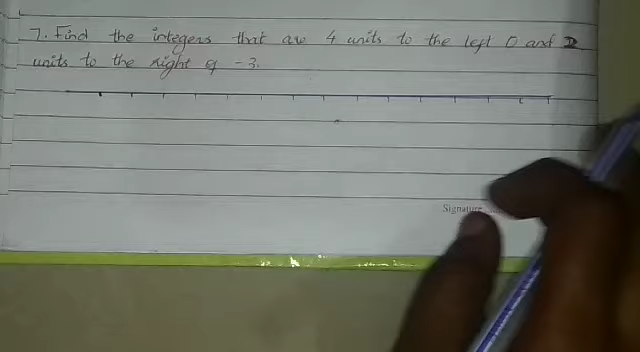 7. Find the integers that are 4 units to the left 0 and 2
units to the right of -3.
Signature